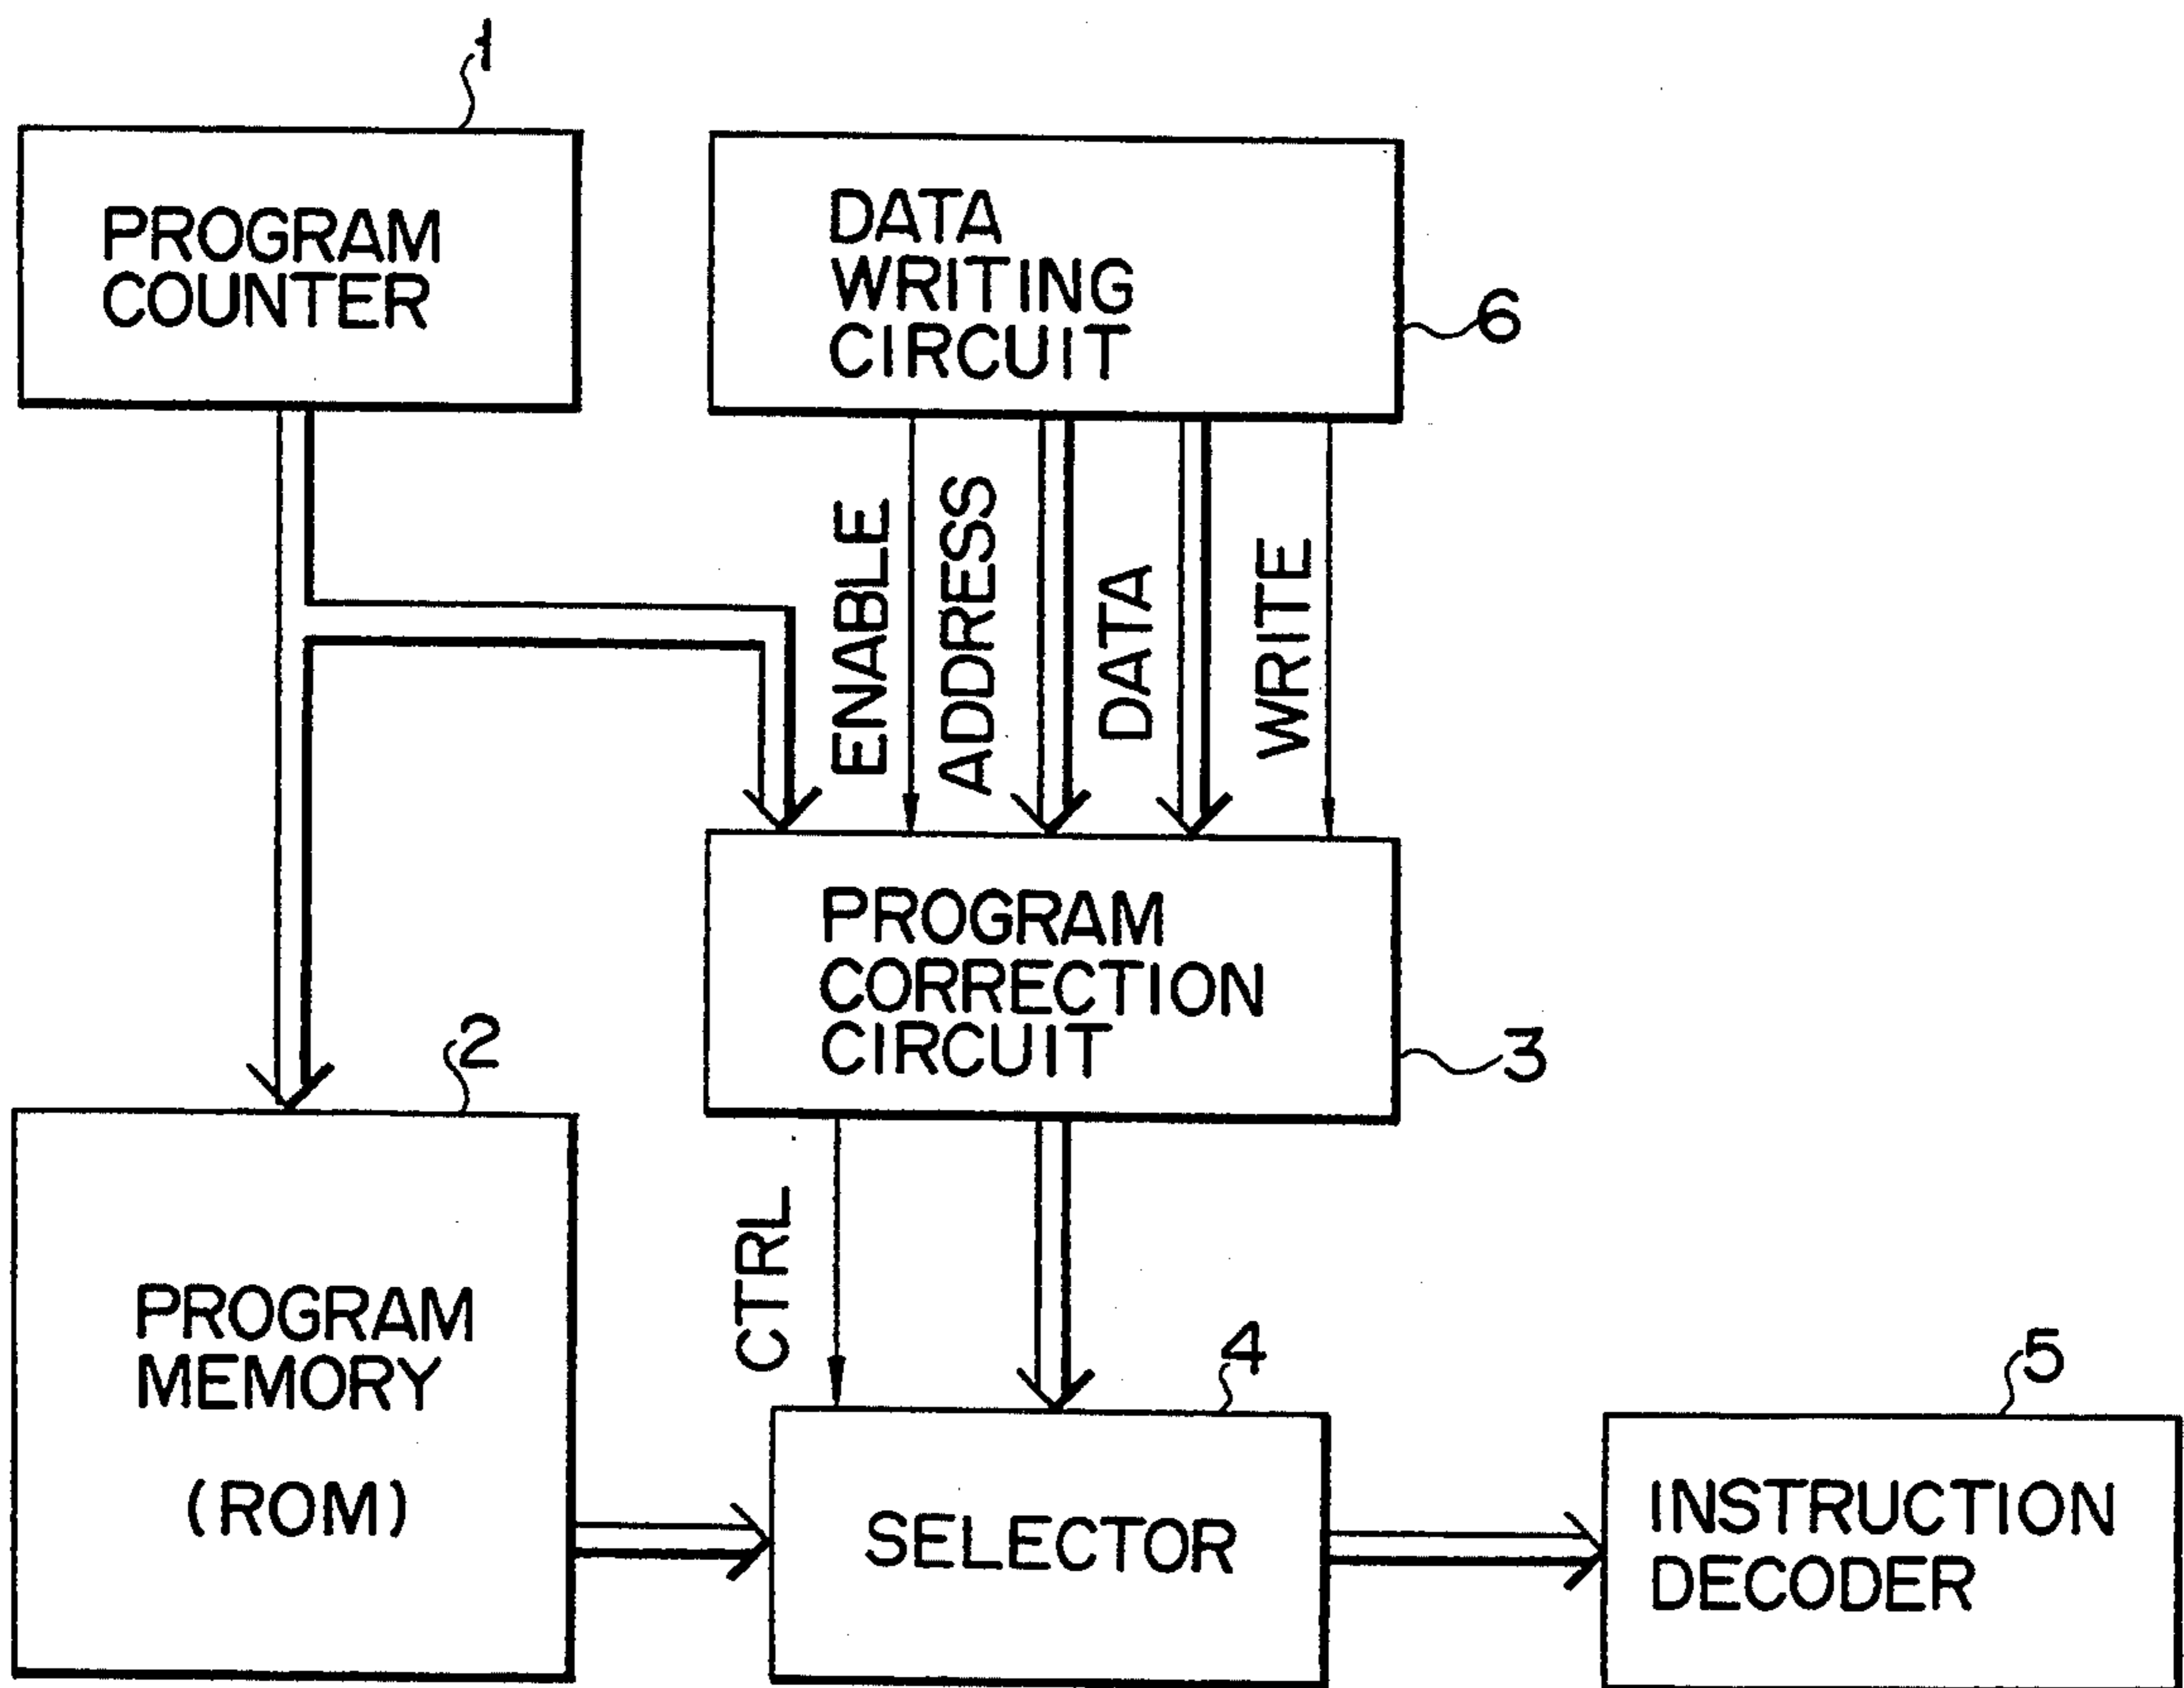 1
PROGRAM
COUNTER
DATA
WRITING
CIRCUIT
6
ENABLE
ADDRESS
DATA
WRITE
PROGRAM
CORRECTION
CIRCUIT
3
2
PROGRAM
MEMORY
(ROM)
CTRL
4
SELECTOR
5
INSTRUCTION
DECODER